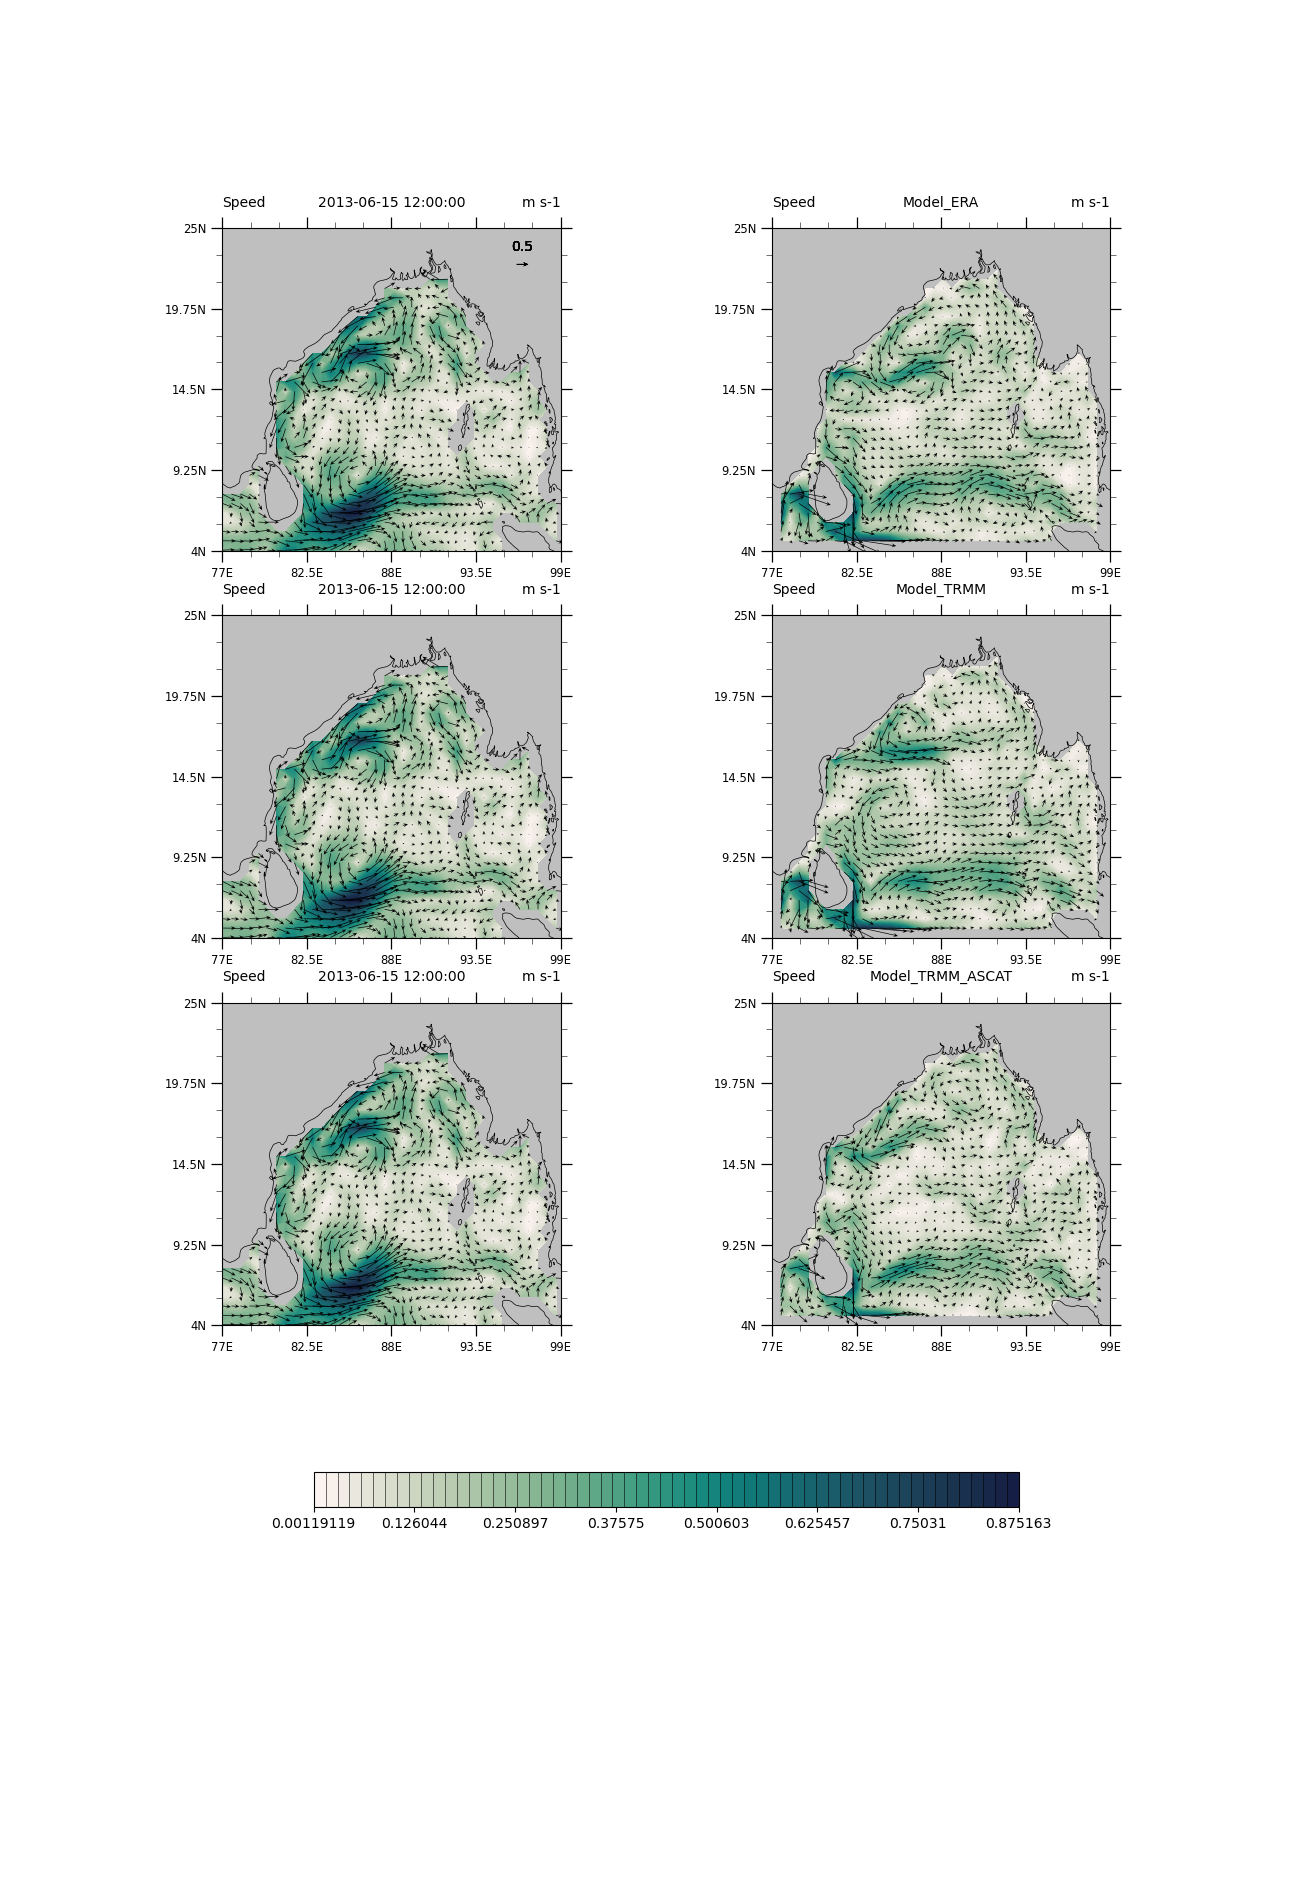 Speed 2013-06-15 12:00:00 m s-1 Speed Model_ERA m s-1
25N 0.5 25N
19.75N 19.75N
14.5N 14.5N
9.25N 9.25N
4N 4N
77E 82.5E 88E 93.5E 99E 77E 82.5E 88E 93.5E 99E
Speed 2013-06-15 12:00:00 m s-1 Speed Model_TRMM m s-1
25N 25N
19.75N 19.75N
14.5N 14.5N
9.25N 9.25N
4N 4N
77E 82.5E 88E 93.5E 99E 77E 82.5E 88E 93.5E 99E
Speed 2013-06-15 12:00:00 m s-1 Speed Model_TRMM_ASCAT m s-1
25N 25N
19.75N 19.75N
14.5N 14.5N
9.25N 9.25N
4N 4N
77E 82.5E 88E 93.5E 99E 77E 82.5E 88E 93.5E 99E
0.00119119 0.126044 0.250897 0.37575 0.500603 0.625457 0.75031 0.875163